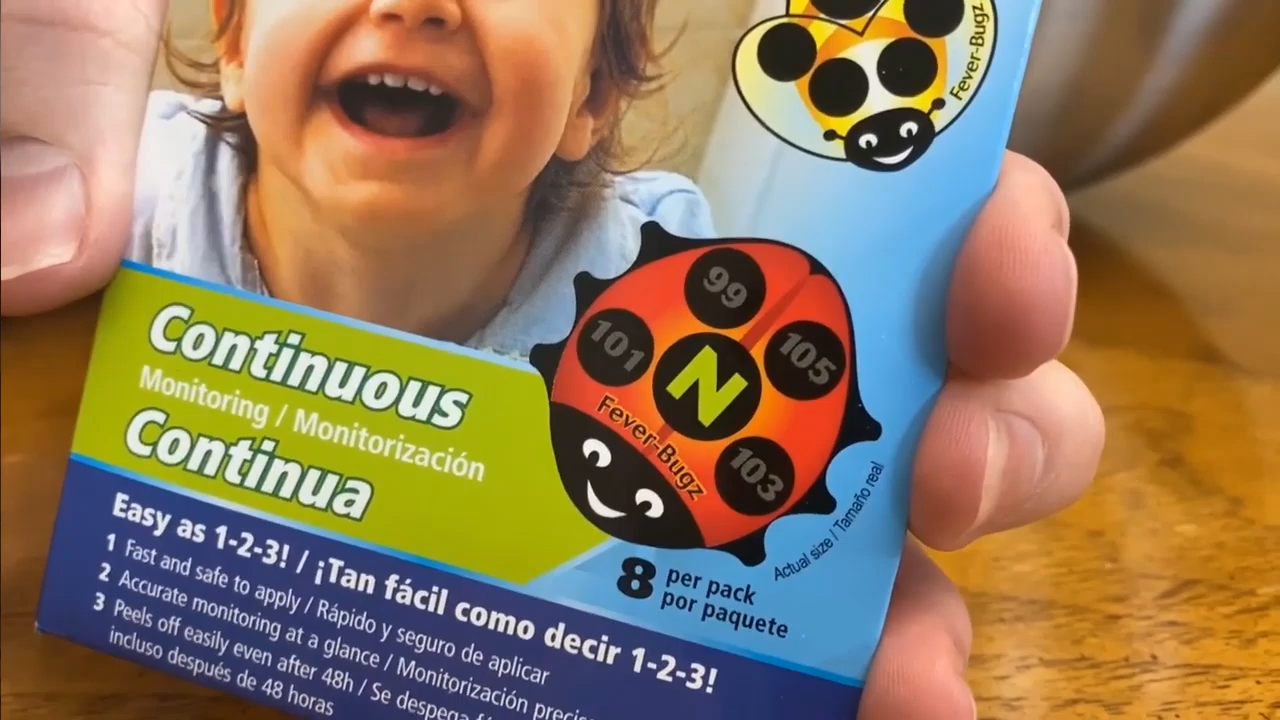 Fever-Bugz
99
101
105
N
103
Fever-Bugz
Actual size / Tamaño real
8 per pack
por paquete
Continuous
Monitoring / Monitorización
Continua
Easy as 1-2-3! / ¡Tan fácil como decir 1-2-3!
1 Fast and safe to apply / Rápido y seguro de aplicar
2 Accurate monitoring at a glance / Monitorización
3 Peels off easily even after 48h / Se
incluso después de 48 horas